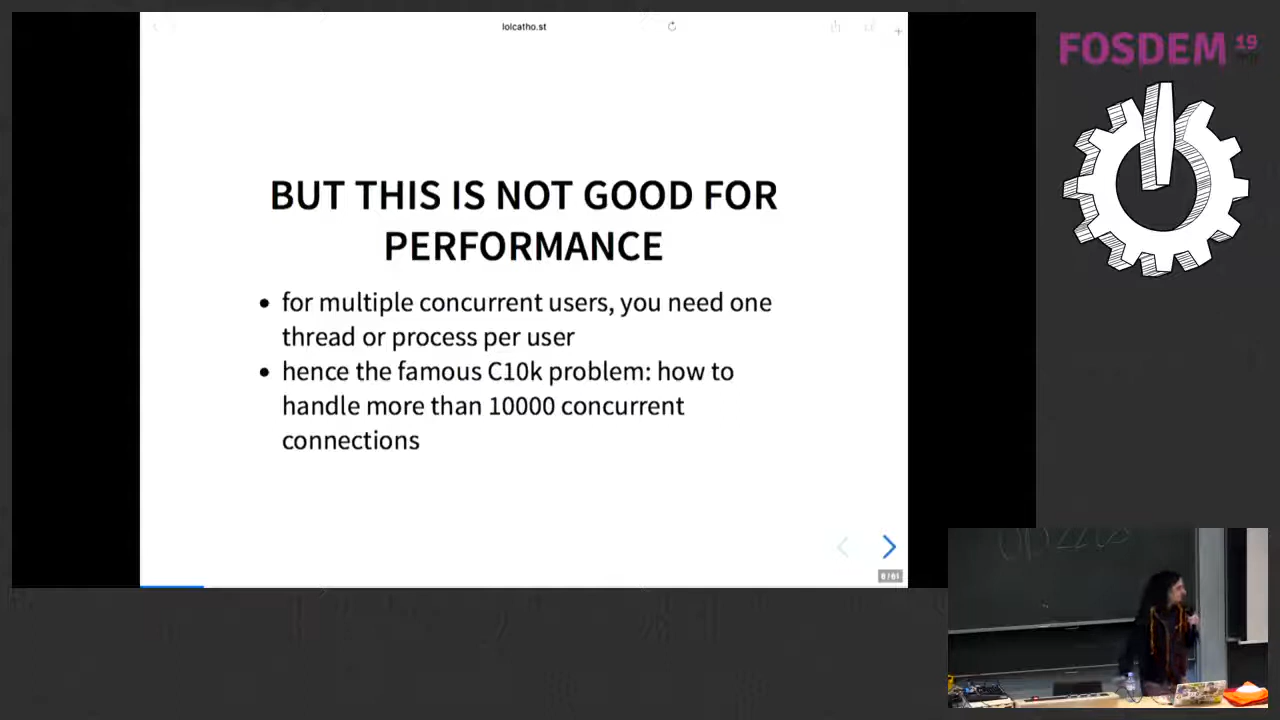 lolcatho.st
FOSDEM 19
BUT THIS IS NOT GOOD FOR
PERFORMANCE
• for multiple concurrent users, you need one
thread or process per user
• hence the famous C10k problem: how to
handle more than 10000 concurrent
connections